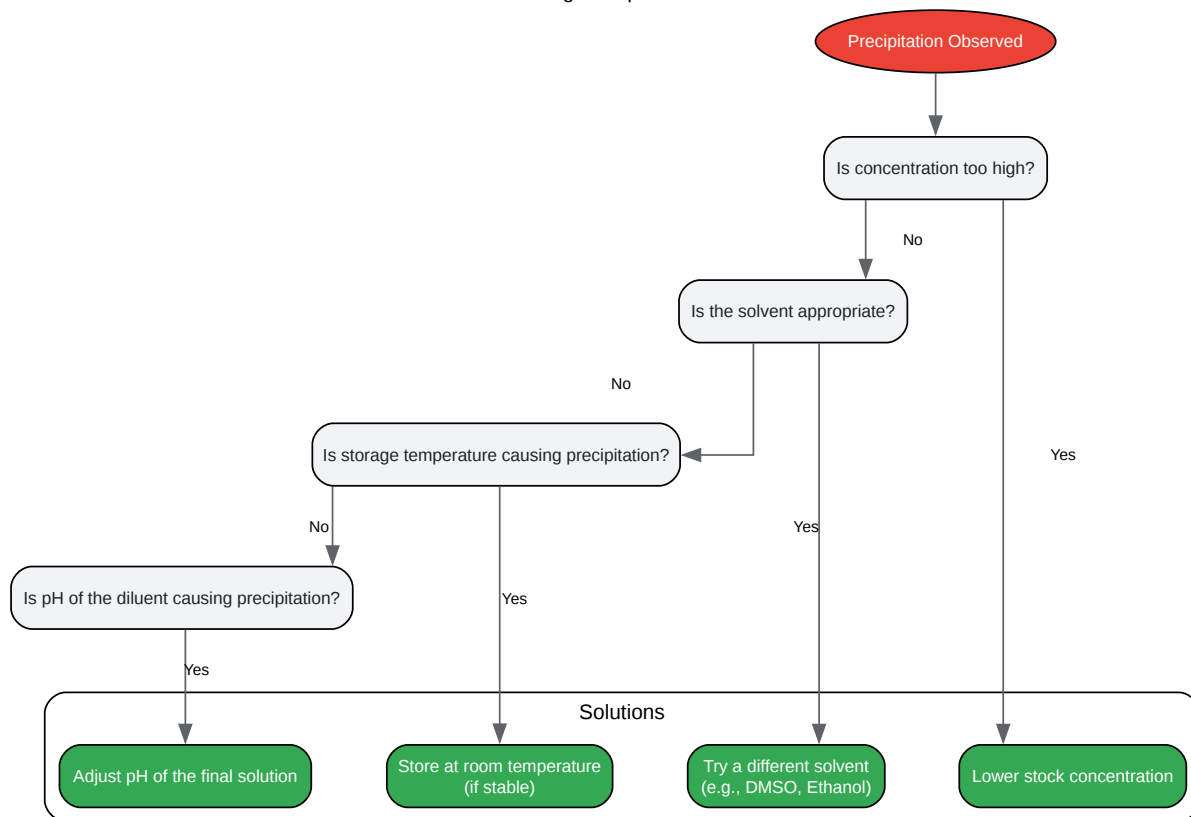 Precipitation Observed
Is concentration too high?
No
Is the solvent appropriate?
No
Is storage temperature causing precipitation?
Yes
No
Yes
Is pH of the diluent causing precipitation?
Yes
Yes
Solutions
Adjust pH of the final solution
Store at room temperature
(if stable)
Try a different solvent
(e.g., DMSO, Ethanol)
Lower stock concentration